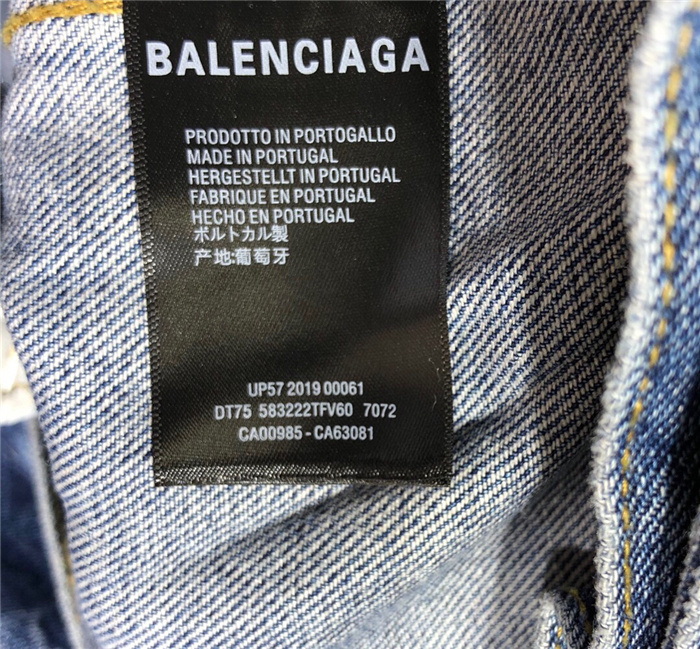 BALENCIAGA
PRODOTTO IN PORTOGALLO
MADE IN PORTUGAL
HERGESTELLT IN PORTUGAL
FABRIQUE EN PORTUGAL
HECHO EN PORTUGAL
ポルトカル製
产地:葡萄牙
UP57 2019 00061
DT75 583222TFV60 7072
CA00985 - CA63081